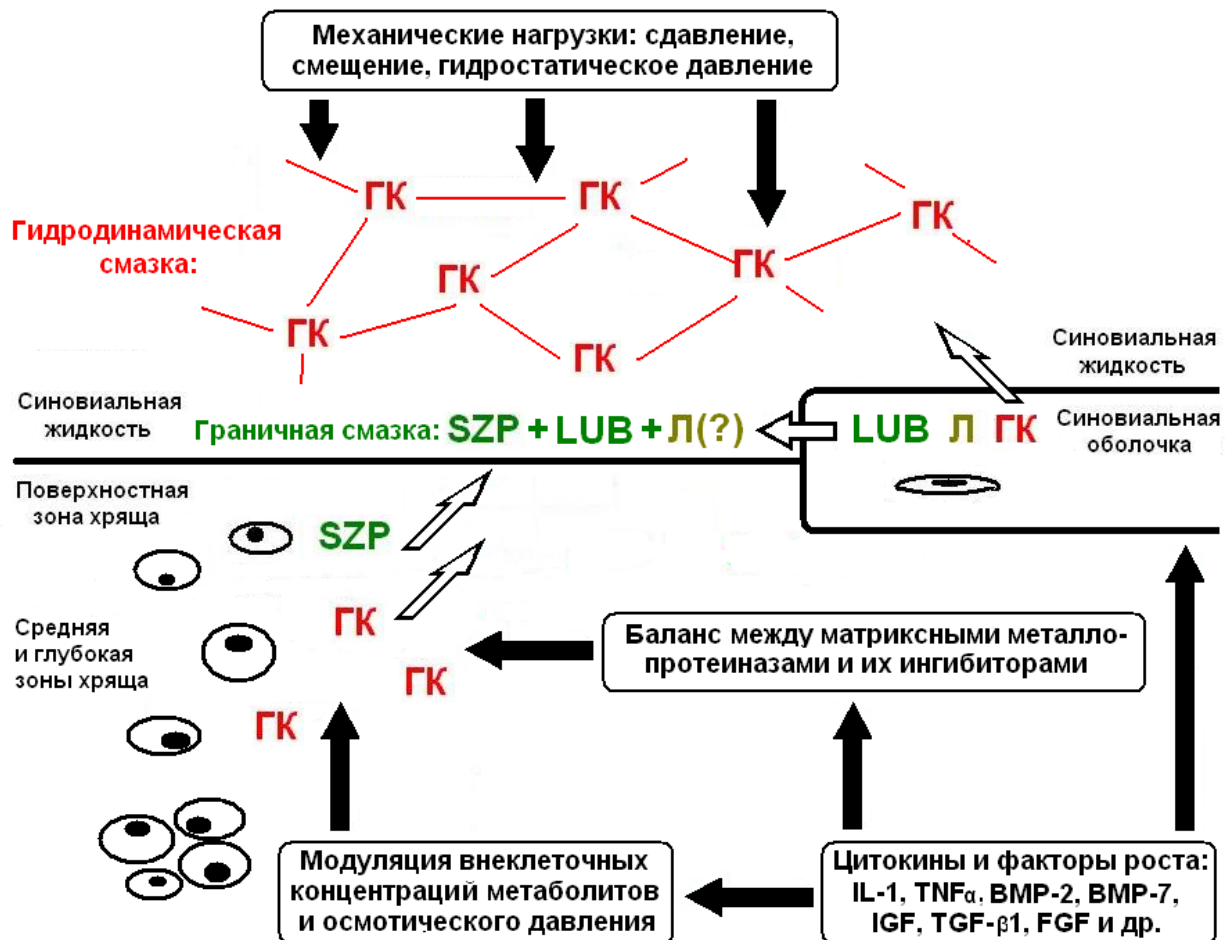 Механические нагрузки: сдавление,
смещение, гидростатическое давление
ГК
ГК
ГК
Гидродинамическая
смазка:
ГК
ГК
ГК
ГК
Синовиальная
жидкость
Синовиальная
жидкость
Граничная смазка: SZP + LUB + Л(?)
LUB Л ГК
Синовиальная
оболочка
Поверхностная
зона хряща
SZP
Средняя
и глубокая
зоны хряща
ГК
ГК
ГК
Баланс между матриксными металло-
протеиназами и их ингибиторами
Модуляция внеклеточных
концентраций метаболитов
и осмотического давления
Цитокины и факторы роста:
IL-1, TNFα, BMP-2, BMP-7,
IGF, TGF-β1, FGF и др.